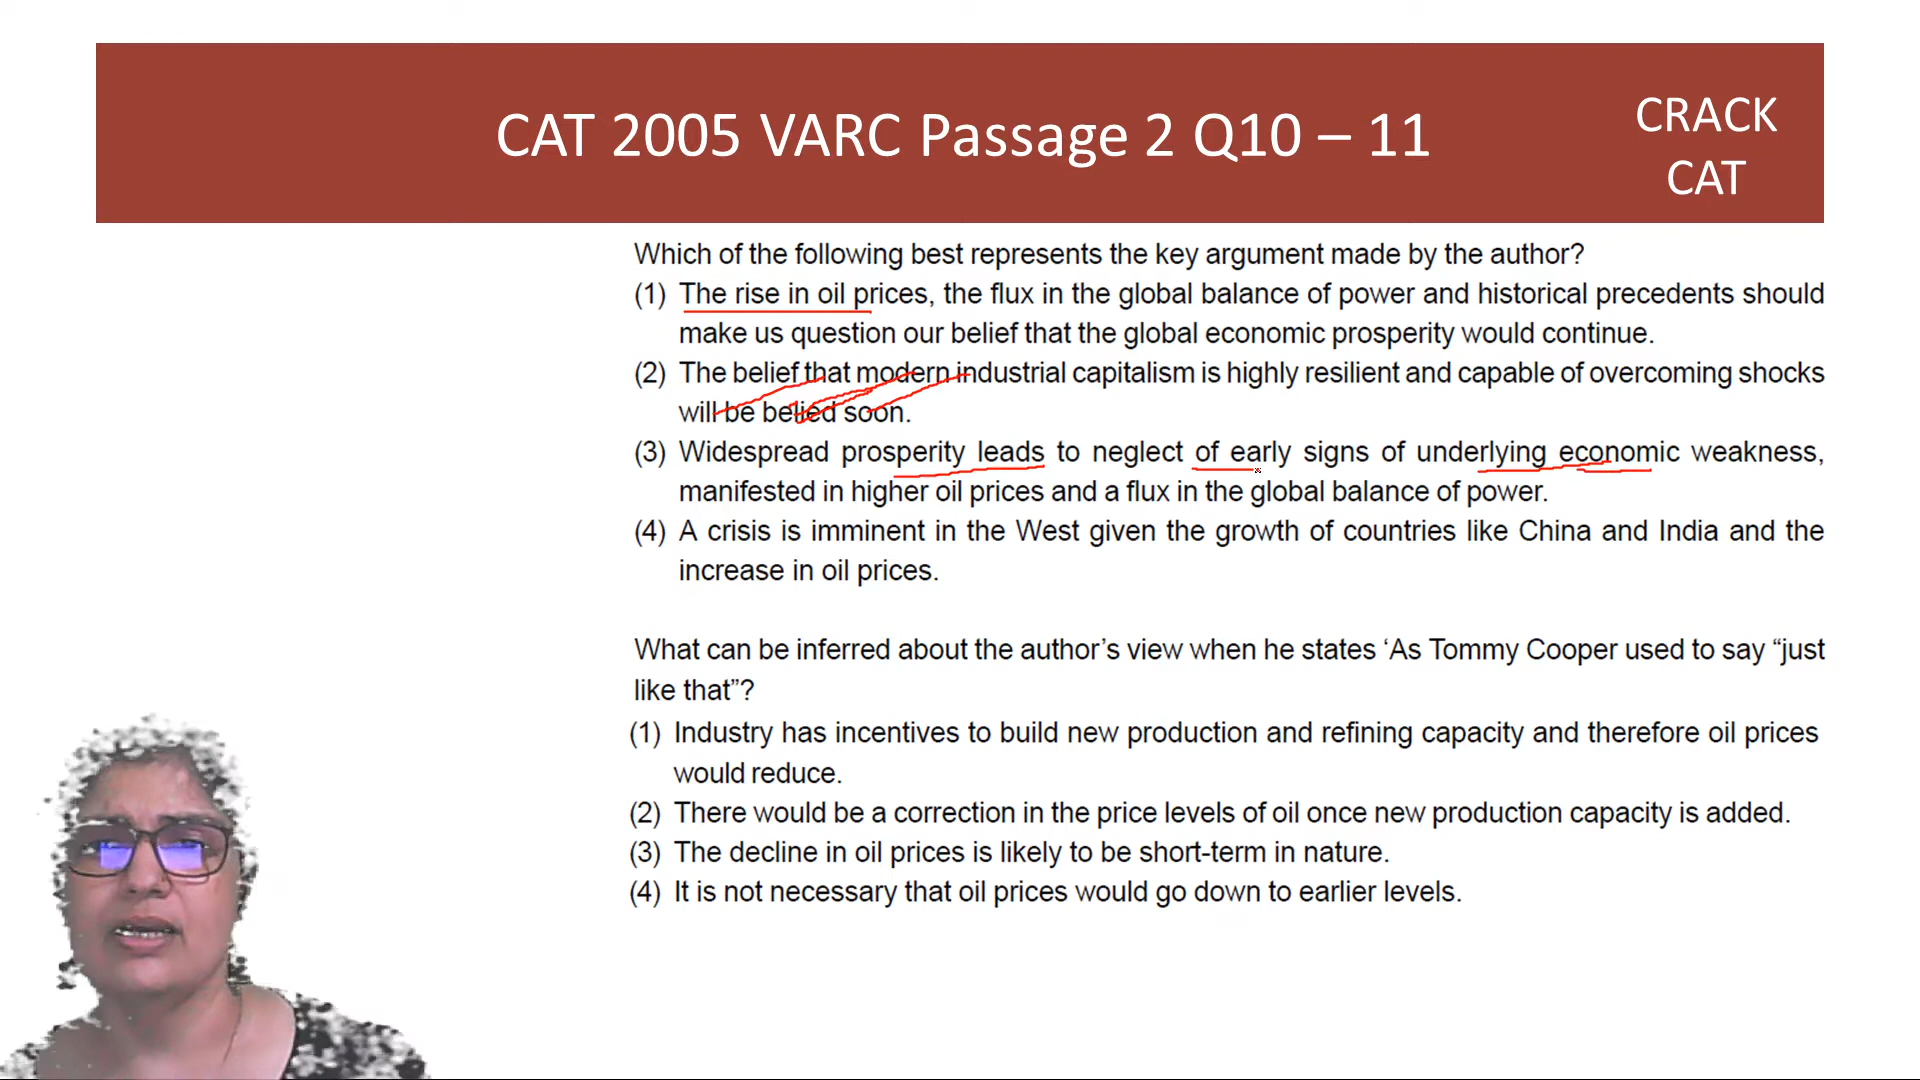 CAT 2005 VARC Passage 2 Q10 – 11
CRACK
CAT
Which of the following best represents the key argument made by the author?
(1) The rise in oil prices, the flux in the global balance of power and historical precedents should
make us question our belief that the global economic prosperity would continue.
(2) The belief that modern industrial capitalism is highly resilient and capable of overcoming shocks
will be belied soon.
(3) Widespread prosperity leads to neglect of early signs of underlying economic weakness,
manifested in higher oil prices and a flux in the global balance of power.
(4) A crisis is imminent in the West given the growth of countries like China and India and the
increase in oil prices.
What can be inferred about the author's view when he states ‘As Tommy Cooper used to say “just
like that”?
(1) Industry has incentives to build new production and refining capacity and therefore oil prices
would reduce.
(2) There would be a correction in the price levels of oil once new production capacity is added.
(3) The decline in oil prices is likely to be short-term in nature.
(4) It is not necessary that oil prices would go down to earlier levels.